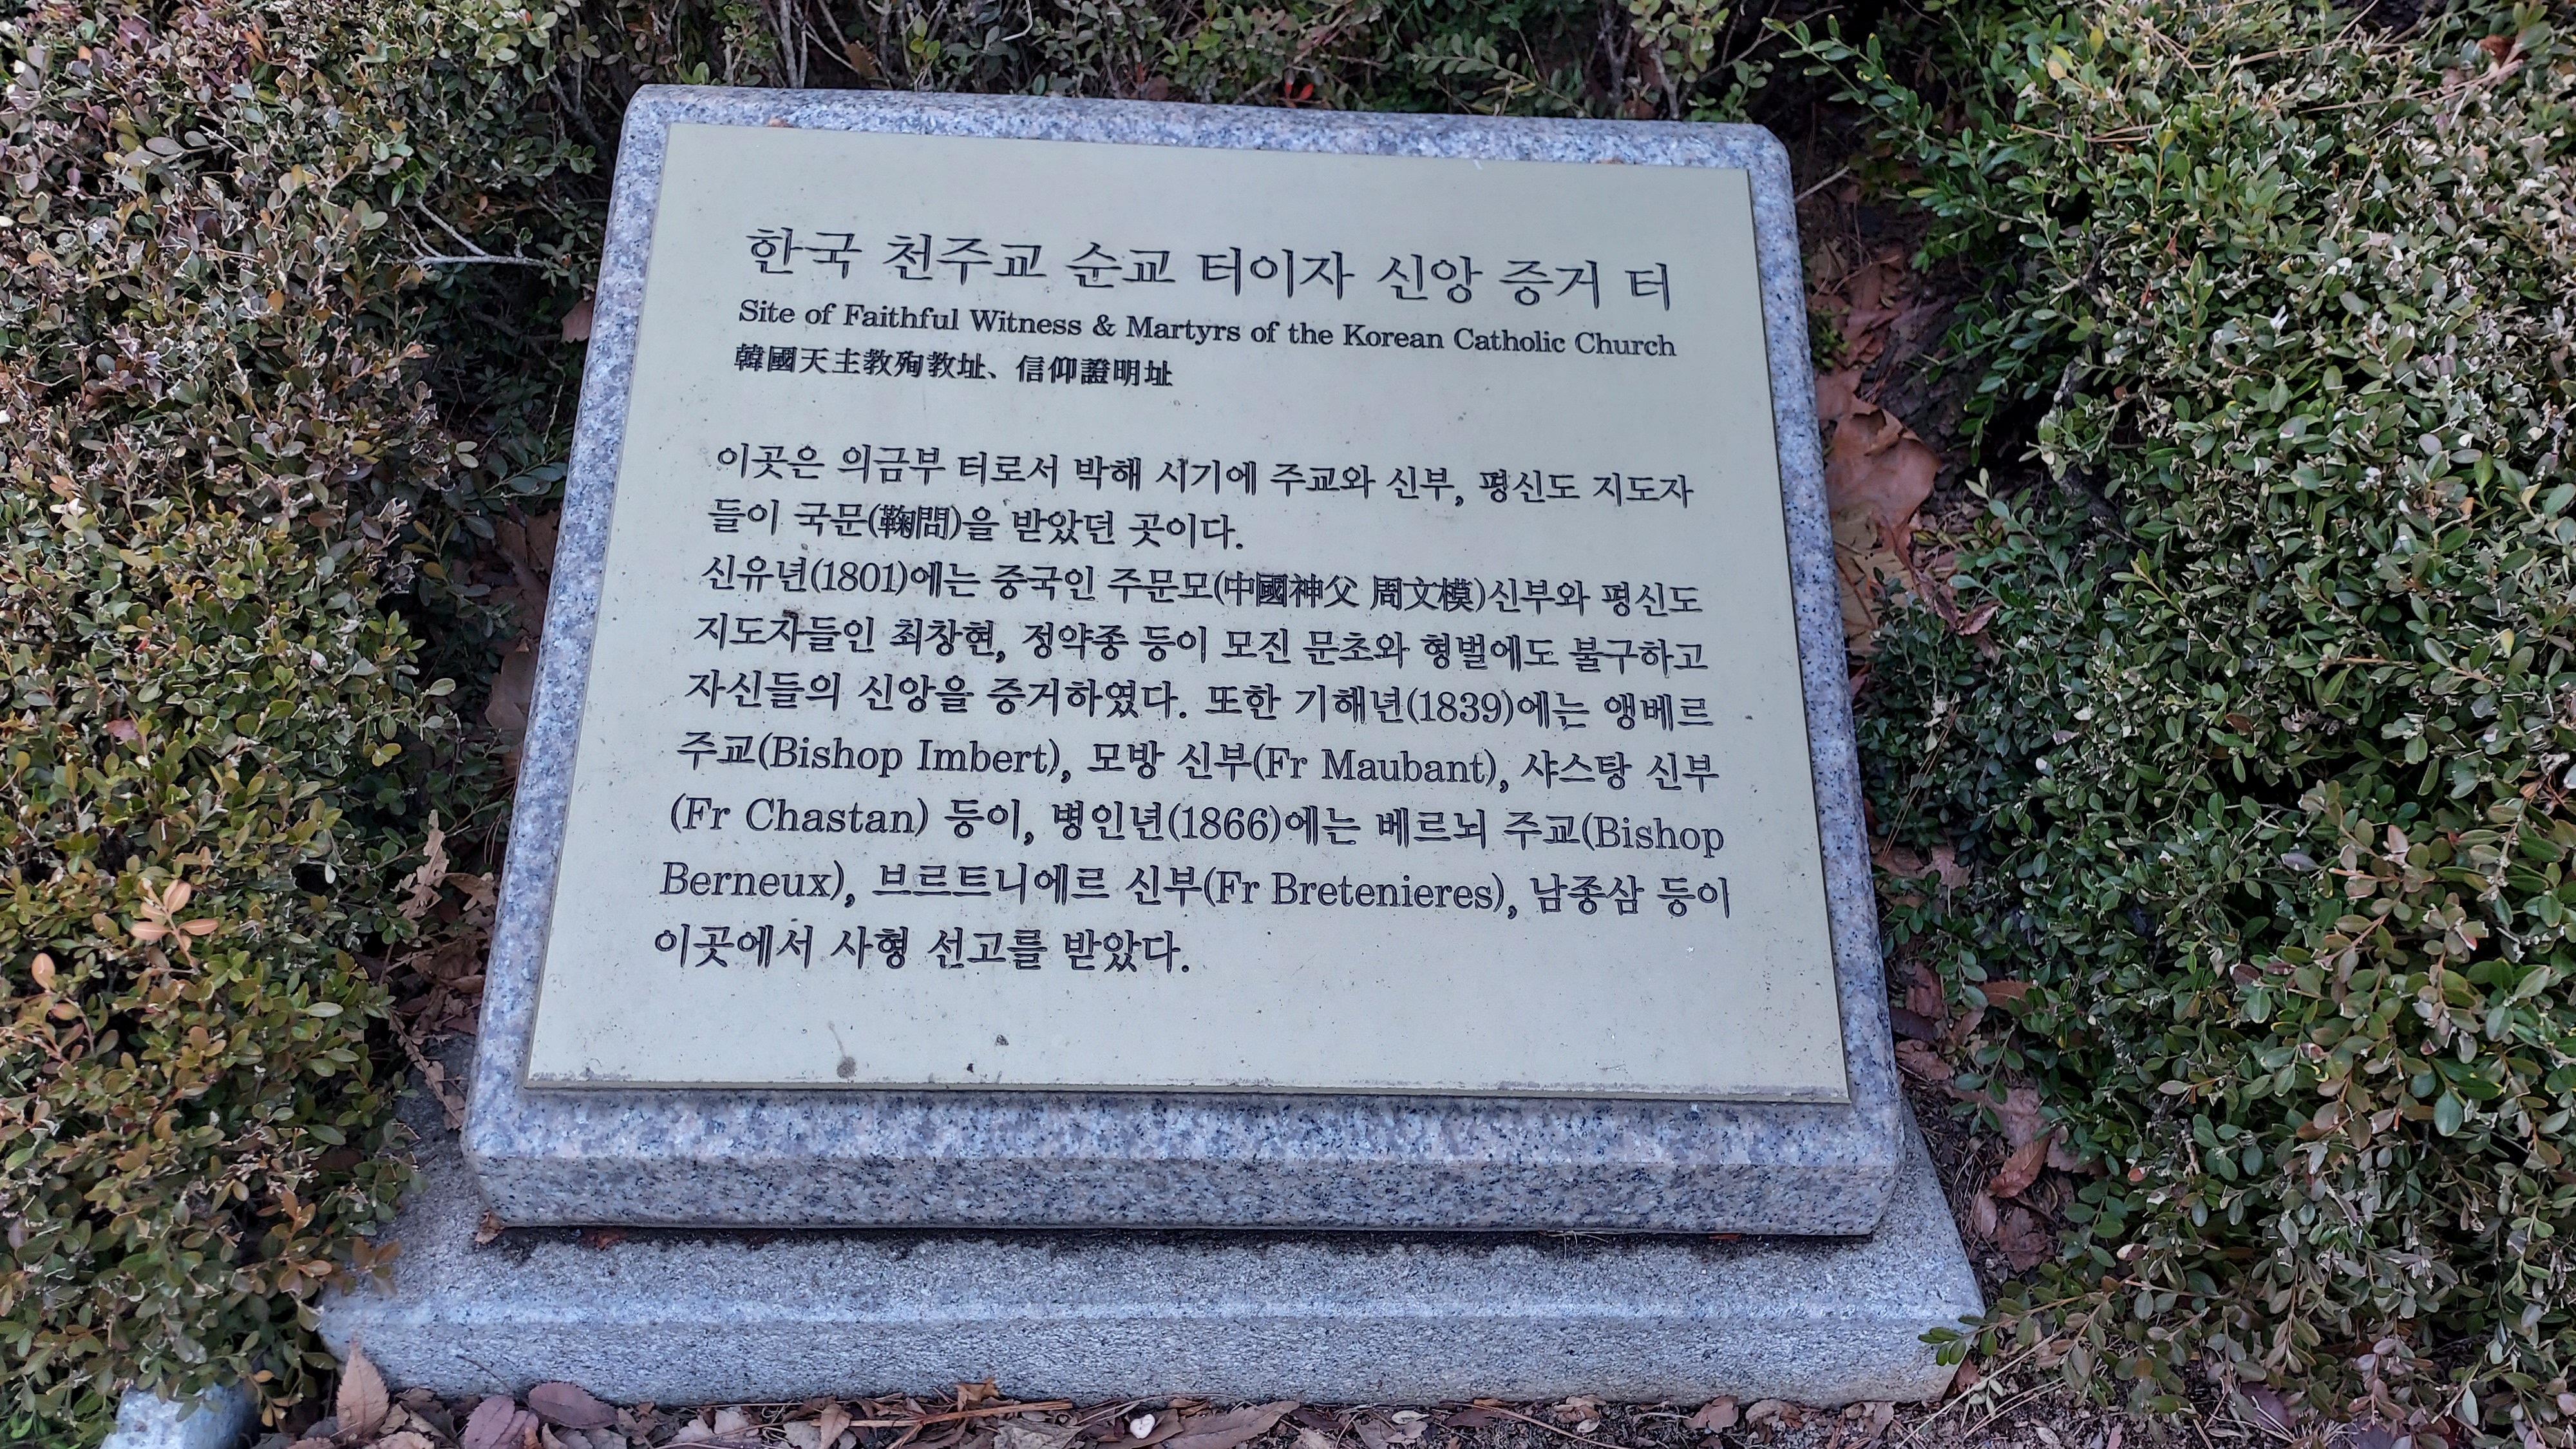 한국 천주교 순교 터이자 신앙 증거 터
Site of Faithful Witness & Martyrs of the Korean Catholic Church
韓國天主教殉教址、信仰證明址
이곳은 의금부 터로서 박해 시기에 주교와 신부, 평신도 지도자
들이 국문(鞠問)을 받았던 곳이다.
신유년(1801)에는 중국인 주문모(中國神父 周文模)신부와 평신도
지도자들인 최창현, 정약종 등이 모진 문초와 형벌에도 불구하고
자신들의 신앙을 증거하였다. 또한 기해년(1839)에는 앵베르
주교(Bishop Imbert), 모방 신부(Fr Maubant), 샤스탕 신부
(Fr Chastan) 등이, 병인년(1866)에는 베르뇌 주교(Bishop
Berneux), 브르트니에르 신부(Fr Bretenieres), 남종삼 등이
이곳에서 사형 선고를 받았다.